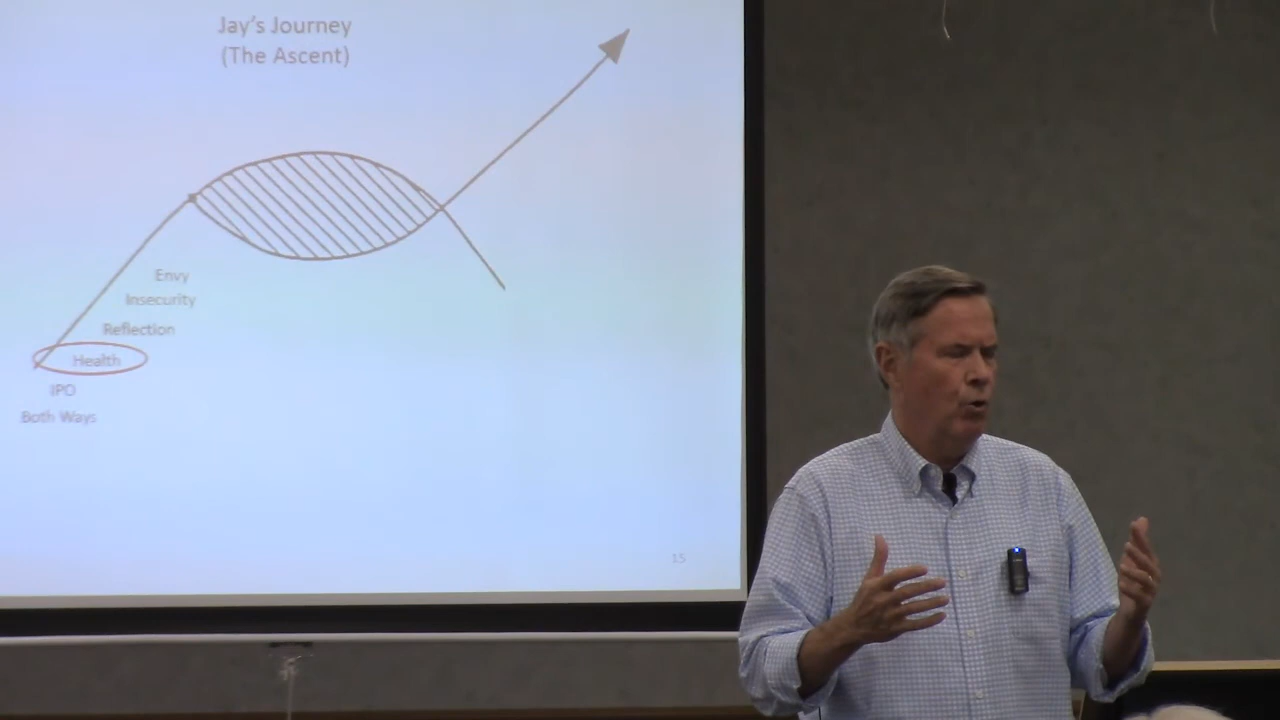 Jay's Journey
(The Ascent)
Envy
Insecurity
Reflection
Health
IPO
Both Ways
15